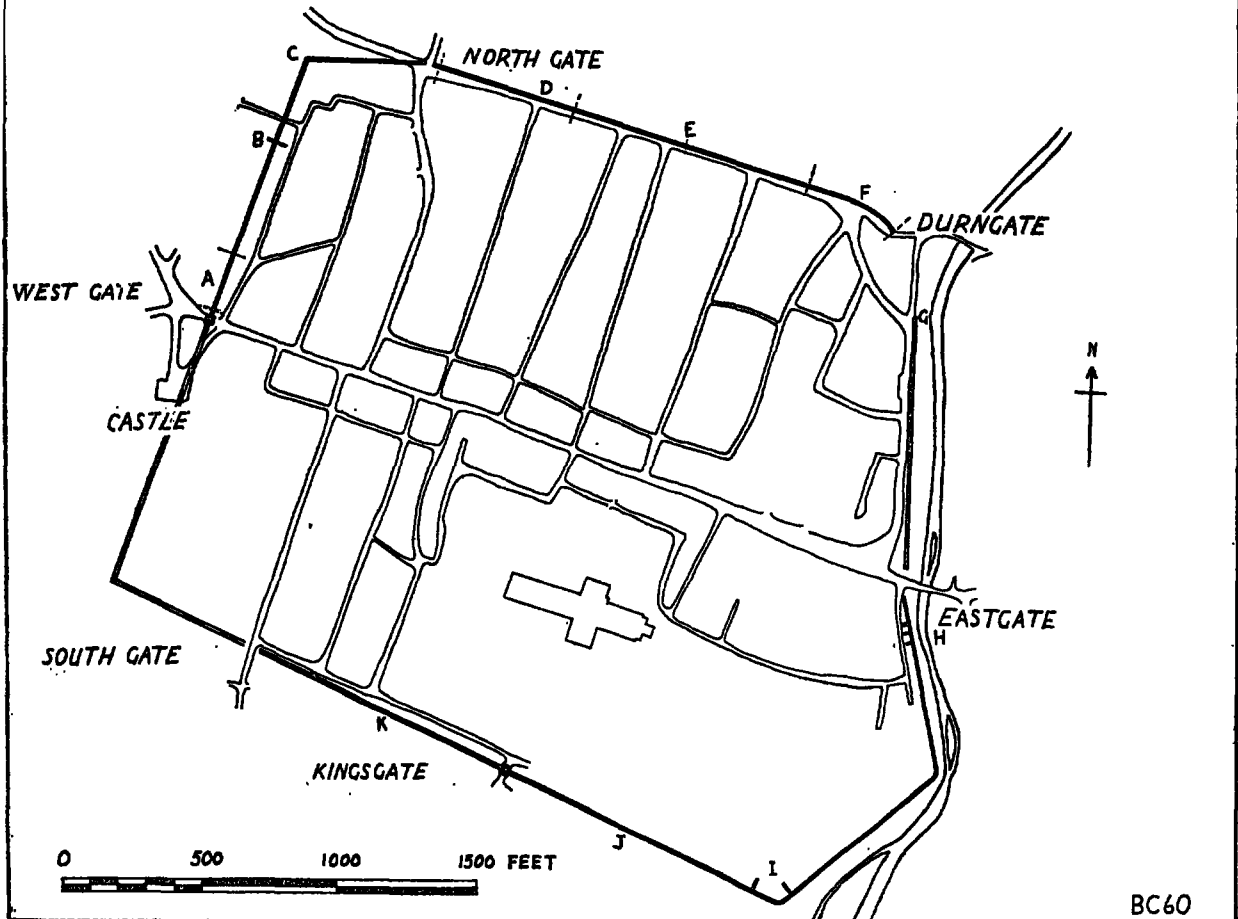 C
NORTH GATE
D
B
E
F
DURNGATE
A
WEST GATE
G
N
CASTLE
EASTGATE
H
SOUTH GATE
K
KINGSGATE
J
I
0 500 1000 1500 FEET
BC60